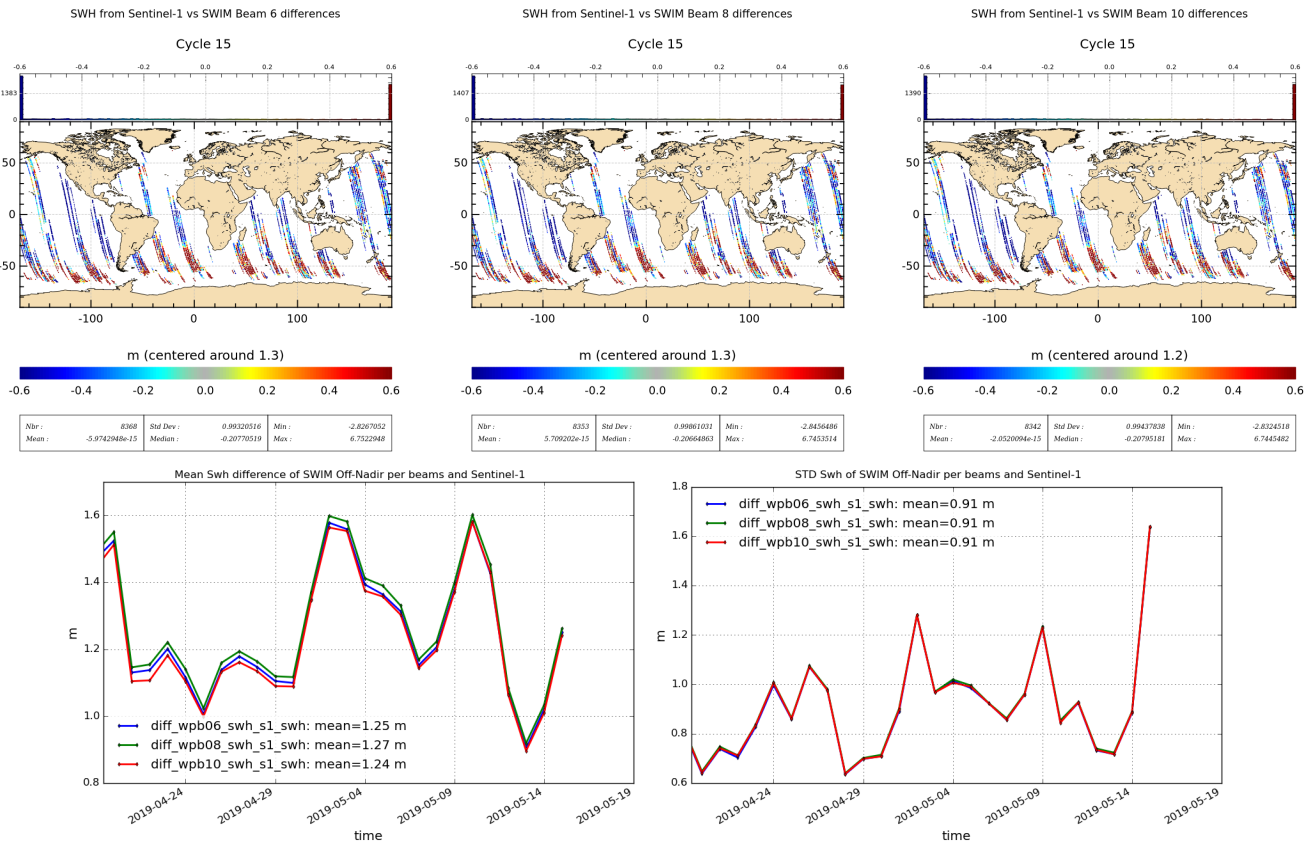 SWH from Sentinel-1 vs SWIM Beam 6 differences
Cycle 15
-0.6 -0.4 -0.2 0.0 0.2 0.4 0.6
1383
0
50
0
-50
-100 0 100
m (centered around 1.3)
-0.6 -0.4 -0.2 0.0 0.2 0.4 0.6
Nbr : 8368 Std Dev : 0.99320516 Min : -2.8267052
Mean : -5.9742948e-15 Median : -0.20770519 Max : 6.7522948
SWH from Sentinel-1 vs SWIM Beam 8 differences
Cycle 15
-0.6 -0.4 -0.2 0.0 0.2 0.4 0.6
1407
0
50
0
-50
-100 0 100
m (centered around 1.3)
-0.6 -0.4 -0.2 0.0 0.2 0.4 0.6
Nbr : 8353 Std Dev : 0.99861031 Min : -2.8456486
Mean : 5.709202e-15 Median : -0.20664863 Max : 6.7453514
SWH from Sentinel-1 vs SWIM Beam 10 differences
Cycle 15
-0.6 -0.4 -0.2 0.0 0.2 0.4 0.6
1390
0
50
0
-50
-100 0 100
m (centered around 1.2)
-0.6 -0.4 -0.2 0.0 0.2 0.4 0.6
Nbr : 8342 Std Dev : 0.99437838 Min : -2.8324518
Mean : -2.0520094e-15 Median : -0.20795181 Max : 6.7445482
Mean Swh difference of SWIM Off-Nadir per beams and Sentinel-1
1.6
1.4
m
1.2
1.0
0.8
diff_wpb06_swh_s1_swh: mean=1.25 m
diff_wpb08_swh_s1_swh: mean=1.27 m
diff_wpb10_swh_s1_swh: mean=1.24 m
2019-04-24 2019-04-29 2019-05-04 2019-05-09 2019-05-14 2019-05-19
time
STD Swh of SWIM Off-Nadir per beams and Sentinel-1
diff_wpb06_swh_s1_swh: mean=0.91 m
diff_wpb08_swh_s1_swh: mean=0.91 m
diff_wpb10_swh_s1_swh: mean=0.91 m
1.8
1.6
1.4
m
1.2
1.0
0.8
0.6
2019-04-24 2019-04-29 2019-05-04 2019-05-09 2019-05-14 2019-05-19
time